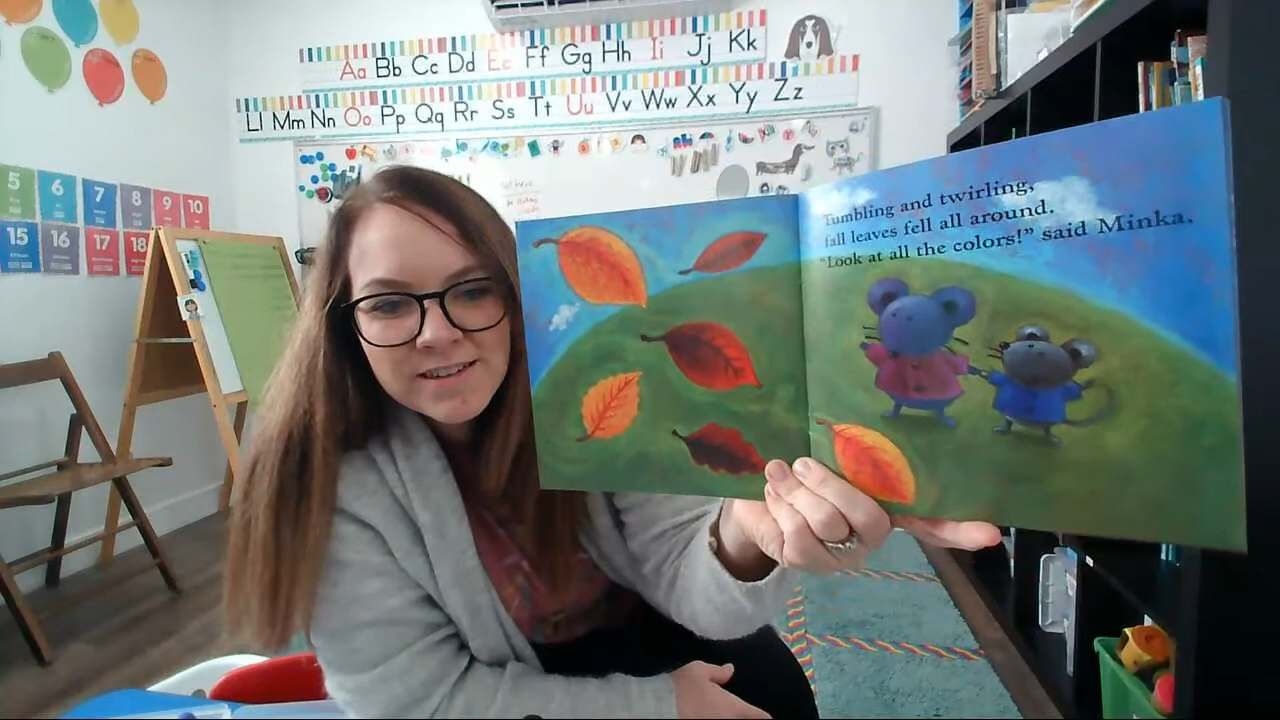 Aa Bb Cc Dd Ee Ff Gg Hh Ii Jj Kk
Ll Mm Nn Oo Pp Qq Rr Ss Tt Uu Vv Ww Xx Yy Zz
5 6 7 8 9 10
15 16 17 18
Tumbling and twirling,
fall leaves fell all around.
"Look at all the colors!" said Minka.